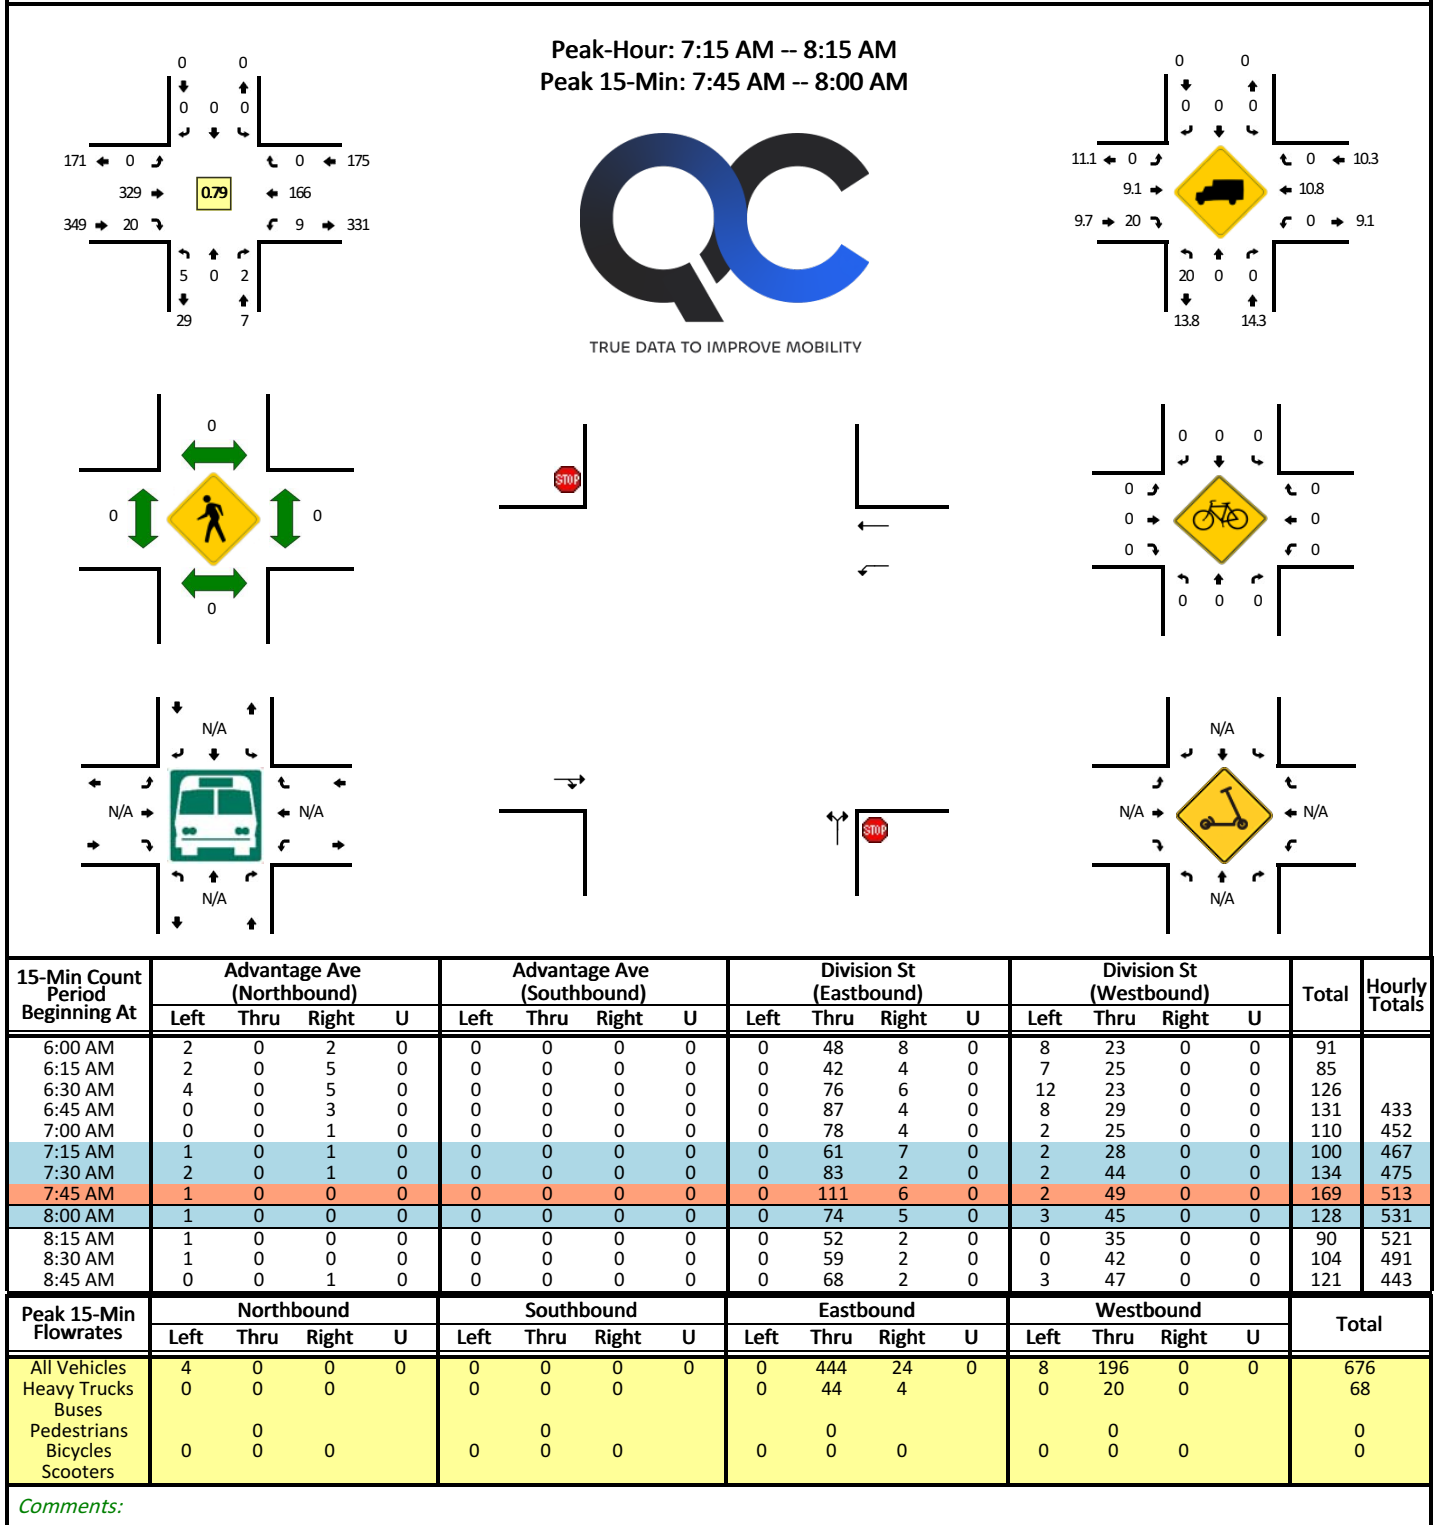 Peak-Hour: 7:15 AM -- 8:15 AM
Peak 15-Min: 7:45 AM -- 8:00 AM
0 0
0 0 0
171 0 0 175
329 0.79 166
349 20 9 331
5 0 2
29 7
QC
TRUE DATA TO IMPROVE MOBILITY
0 0
0 0 0
11.1 0 0 10.3
9.1 10.8
9.7 20 0 9.1
20 0 0
13.8 14.3
0
0 0
0
STOP
STOP
0 0 0
0 0
0 0
0 0
0 0 0
N/A
N/A N/A
N/A
N/A
N/A N/A
N/A
15-Min Count Period Beginning At Advantage Ave (Northbound) Advantage Ave (Southbound) Division St (Eastbound) Division St (Westbound) Total Hourly Totals
Left Thru Right U Left Thru Right U Left Thru Right U Left Thru Right U
6:00 AM 2 0 2 0 0 0 0 0 0 48 8 0 8 23 0 0 91
6:15 AM 2 0 5 0 0 0 0 0 0 42 4 0 7 25 0 0 85
6:30 AM 4 0 5 0 0 0 0 0 0 76 6 0 12 23 0 0 126
6:45 AM 0 0 3 0 0 0 0 0 0 87 4 0 8 29 0 0 131 433
7:00 AM 0 0 1 0 0 0 0 0 0 78 4 0 2 25 0 0 110 452
7:15 AM 1 0 1 0 0 0 0 0 0 61 7 0 2 28 0 0 100 467
7:30 AM 2 0 1 0 0 0 0 0 0 83 2 0 2 44 0 0 134 475
7:45 AM 1 0 0 0 0 0 0 0 0 111 6 0 2 49 0 0 169 513
8:00 AM 1 0 0 0 0 0 0 0 0 74 5 0 3 45 0 0 128 531
8:15 AM 1 0 0 0 0 0 0 0 0 52 2 0 0 35 0 0 90 521
8:30 AM 1 0 0 0 0 0 0 0 0 59 2 0 0 42 0 0 104 491
8:45 AM 0 0 1 0 0 0 0 0 0 68 2 0 3 47 0 0 121 443
Peak 15-Min Flowrates Northbound Southbound Eastbound Westbound Total
Left Thru Right U Left Thru Right U Left Thru Right U Left Thru Right U
All Vehicles 4 0 0 0 0 0 0 0 0 444 24 0 8 196 0 0 676
Heavy Trucks 0 0 0 0 0 0 0 44 4 0 20 0 68
Buses
Pedestrians 0 0 0 0 0
Bicycles 0 0 0 0 0 0 0 0 0 0 0 0 0
Scooters
Comments: